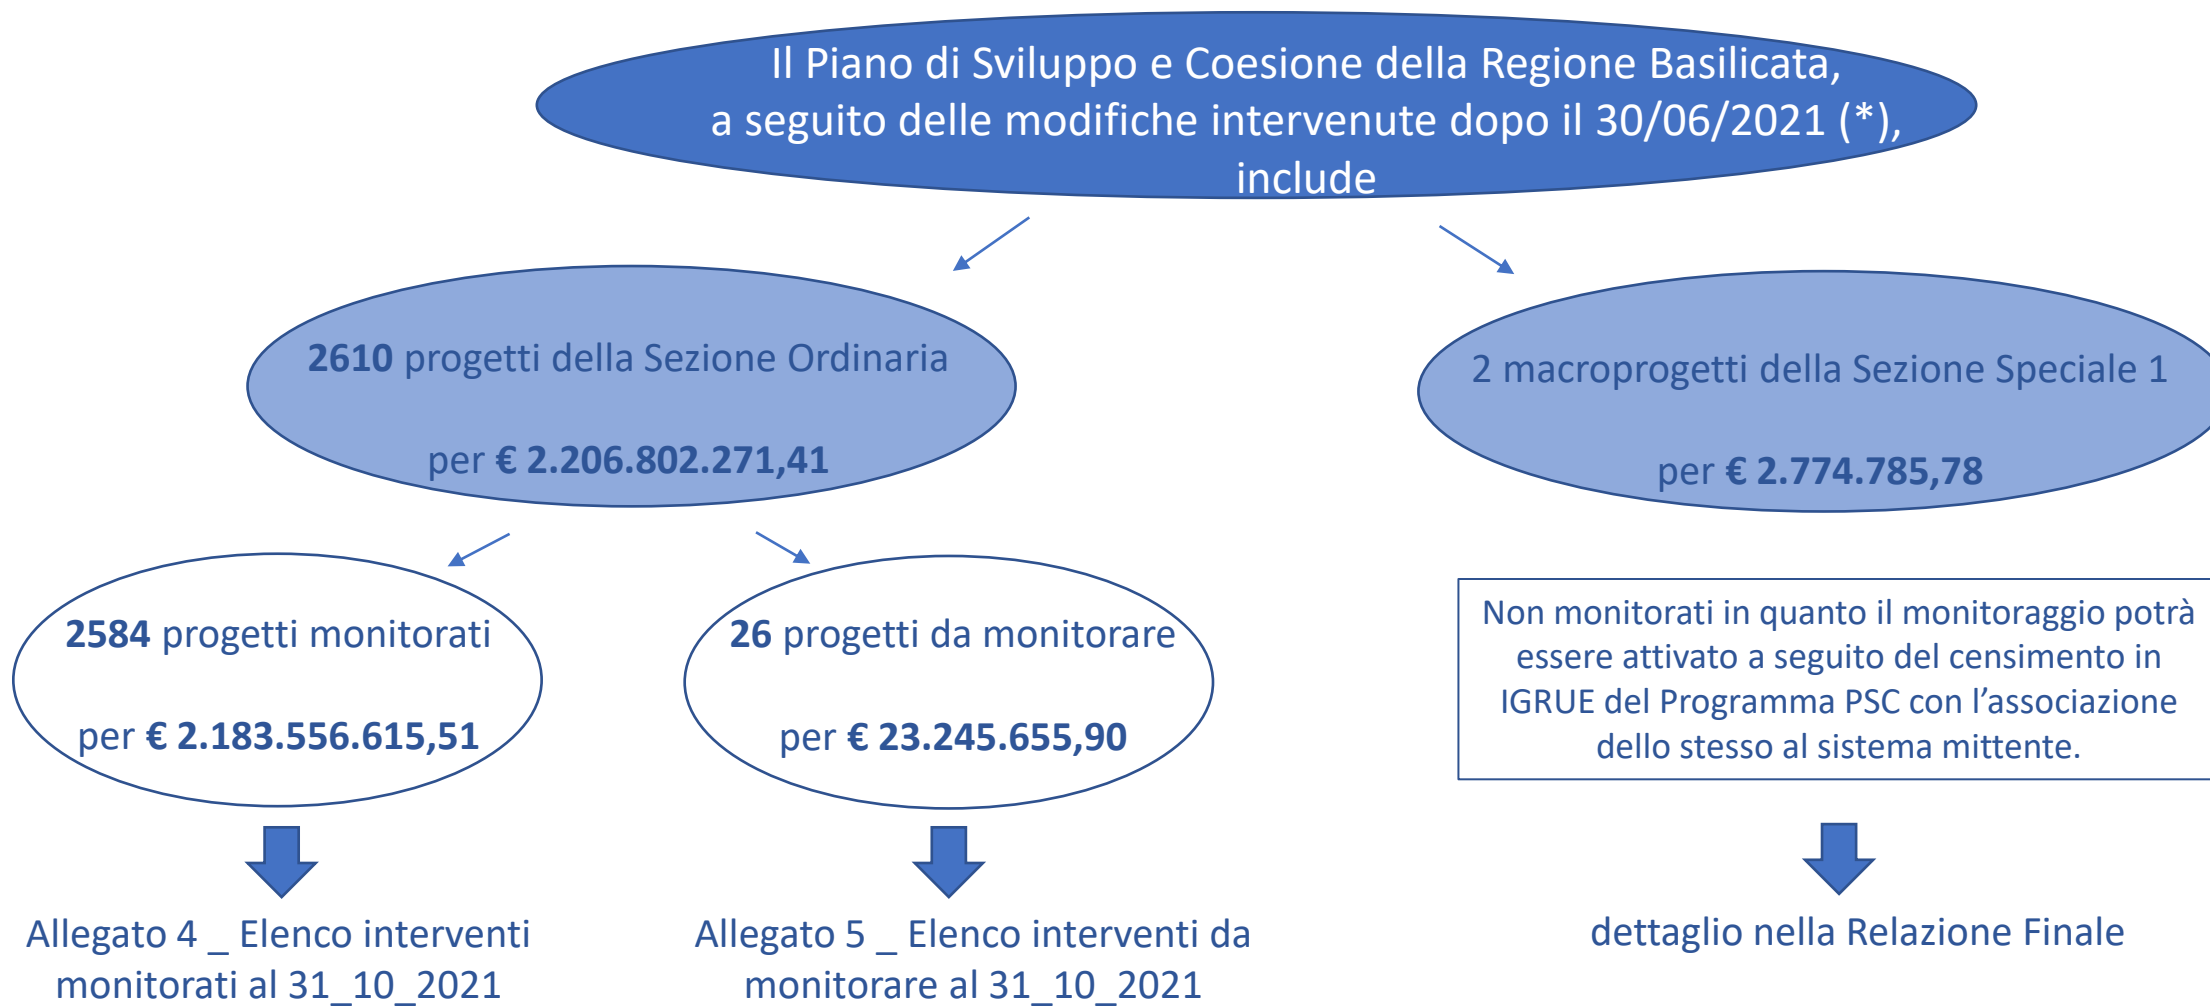 Il Piano di Sviluppo e Coesione della Regione Basilicata,
a seguito delle modifiche intervenute dopo il 30/06/2021 (*),
include
2610 progetti della Sezione Ordinaria
per € 2.206.802.271,41
2 macroprogetti della Sezione Speciale 1
per € 2.774.785,78
2584 progetti monitorati
per € 2.183.556.615,51
26 progetti da monitorare
per € 23.245.655,90
Non monitorati in quanto il monitoraggio potrà
essere attivato a seguito del censimento in
IGRUE del Programma PSC con l’associazione
dello stesso al sistema mittente.
Allegato 4 _ Elenco interventi
monitorati al 31_10_2021
Allegato 5 _ Elenco interventi da
monitorare al 31_10_2021
dettaglio nella Relazione Finale